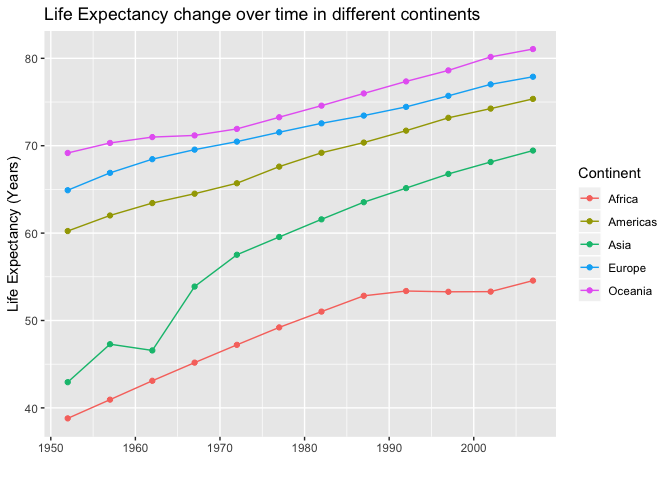 Life Expectancy change over time in different continents
Life Expectancy (Years)
80
70
60
50
40
1950 1960 1970 1980 1990 2000
Continent
Africa
Americas
Asia
Europe
Oceania